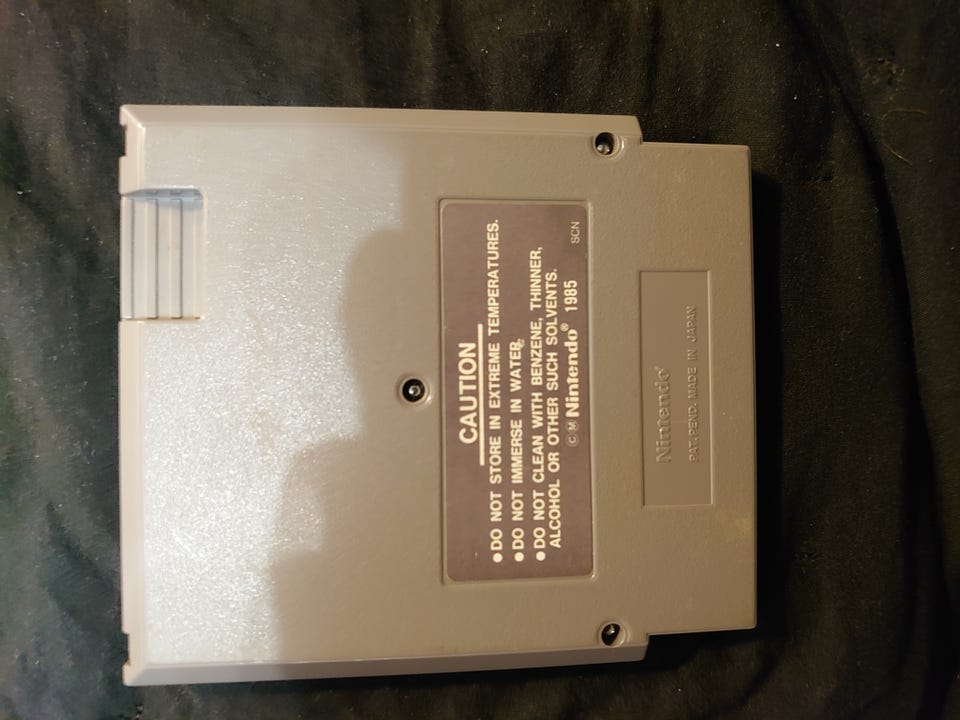 CAUTION
●DO NOT STORE IN EXTREME TEMPERATURES.
●DO NOT IMMERSE IN WATER.
●DO NOT CLEAN WITH BENZENE, THINNER,
ALCOHOL OR OTHER SUCH SOLVENTS.
Ⓒ Ⓜ Nintendo® 1985
SCN
Nintendo®
PAT. PEND. MADE IN JAPAN